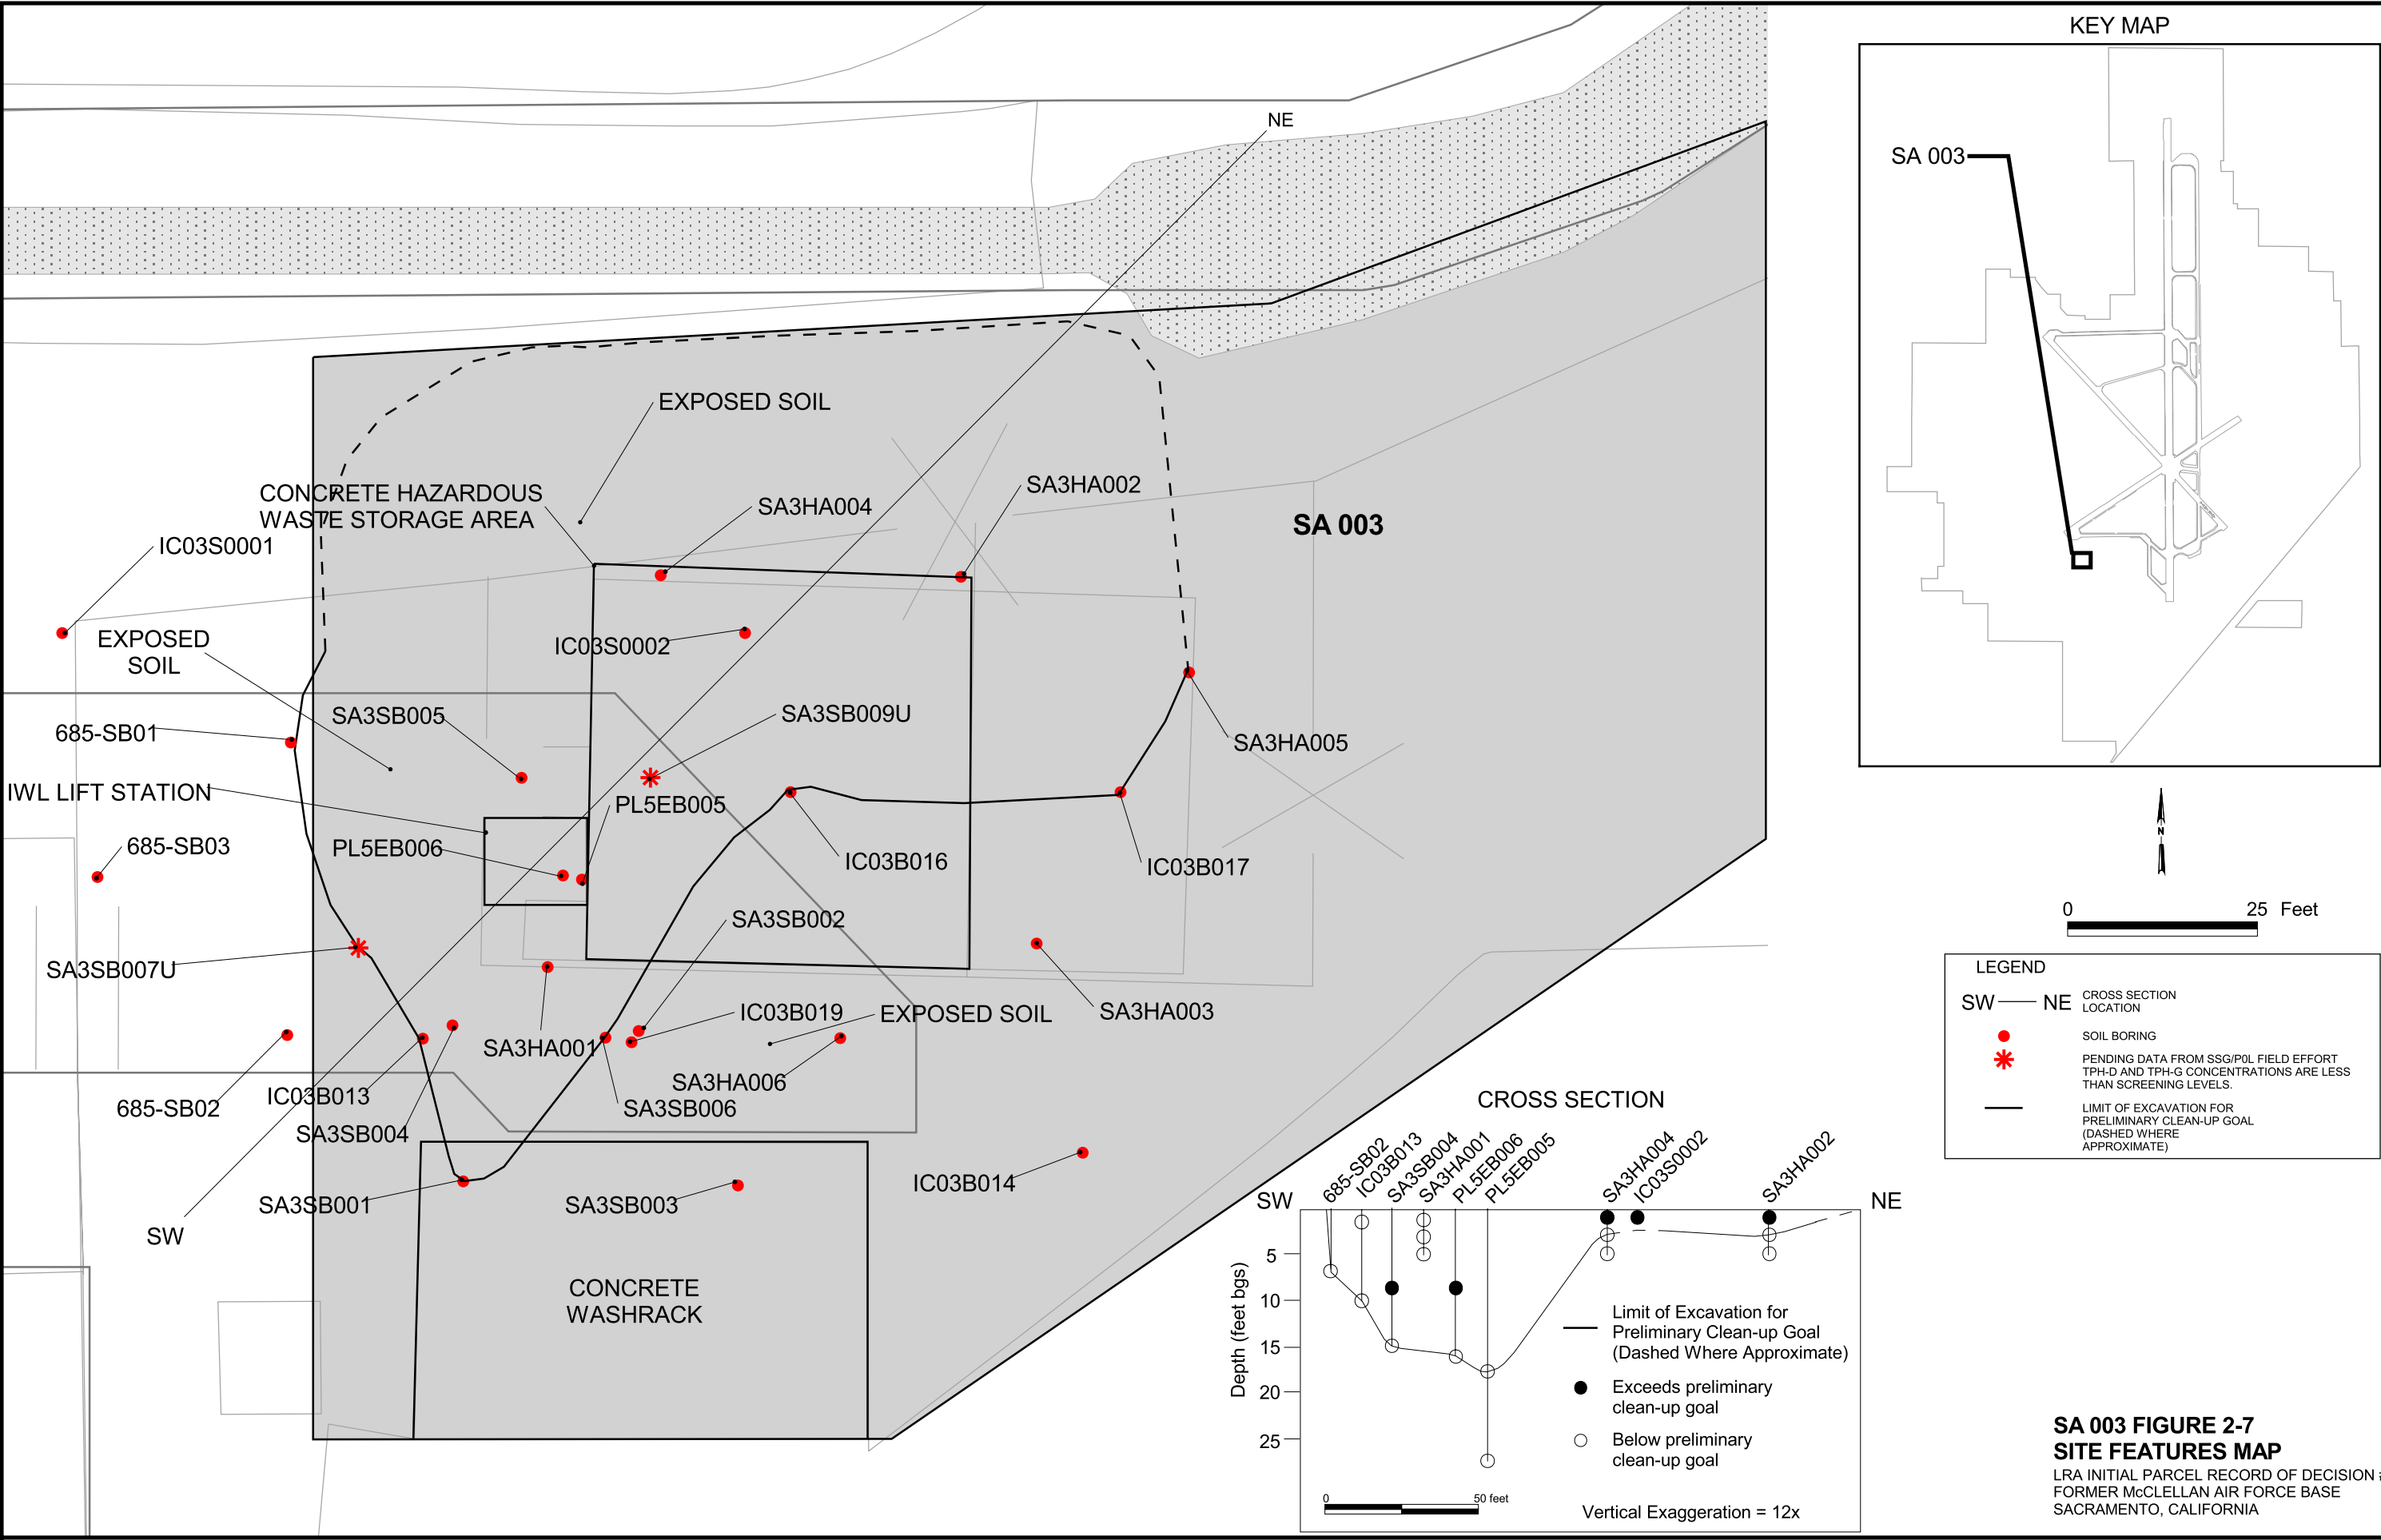 KEY MAP
NE
SA 003
EXPOSED SOIL
CONCRETE HAZARDOUS
WASTE STORAGE AREA
SA3HA004
SA3HA002
SA 003
IC03S0001
EXPOSED
SOIL
IC03S0002
685-SB01
SA3SB005
SA3SB009U
SA3HA005
IWL LIFT STATION
PL5EB005
685-SB03
PL5EB006
IC03B016
IC03B017
N
0 25 Feet
SA3SB002
SA3SB007U
IC03B019
EXPOSED SOIL
SA3HA003
SA3HA001
SA3HA006
685-SB02
IC03B013
SA3SB006
SA3SB004
IC03B014
SA3SB001
SA3SB003
SW
CONCRETE
WASHRACK
LEGEND
SW NE CROSS SECTION
LOCATION
SOIL BORING
PENDING DATA FROM SSG/P0L FIELD EFFORT
TPH-D AND TPH-G CONCENTRATIONS ARE LESS
THAN SCREENING LEVELS.
LIMIT OF EXCAVATION FOR
PRELIMINARY CLEAN-UP GOAL
(DASHED WHERE
APPROXIMATE)
CROSS SECTION
SW
685-SB02
IC03B013
SA3SB004
SA3HA001
PL5EB006
PL5EB005
SA3HA004
IC03S0002
SA3HA002
NE
Depth (feet bgs)
5
10
15
20
25
Limit of Excavation for
Preliminary Clean-up Goal
(Dashed Where Approximate)
Exceeds preliminary
clean-up goal
Below preliminary
clean-up goal
0 50 feet
Vertical Exaggeration = 12x
SA 003 FIGURE 2-7
SITE FEATURES MAP
LRA INITIAL PARCEL RECORD OF DECISION
FORMER McCLELLAN AIR FORCE BASE
SACRAMENTO, CALIFORNIA